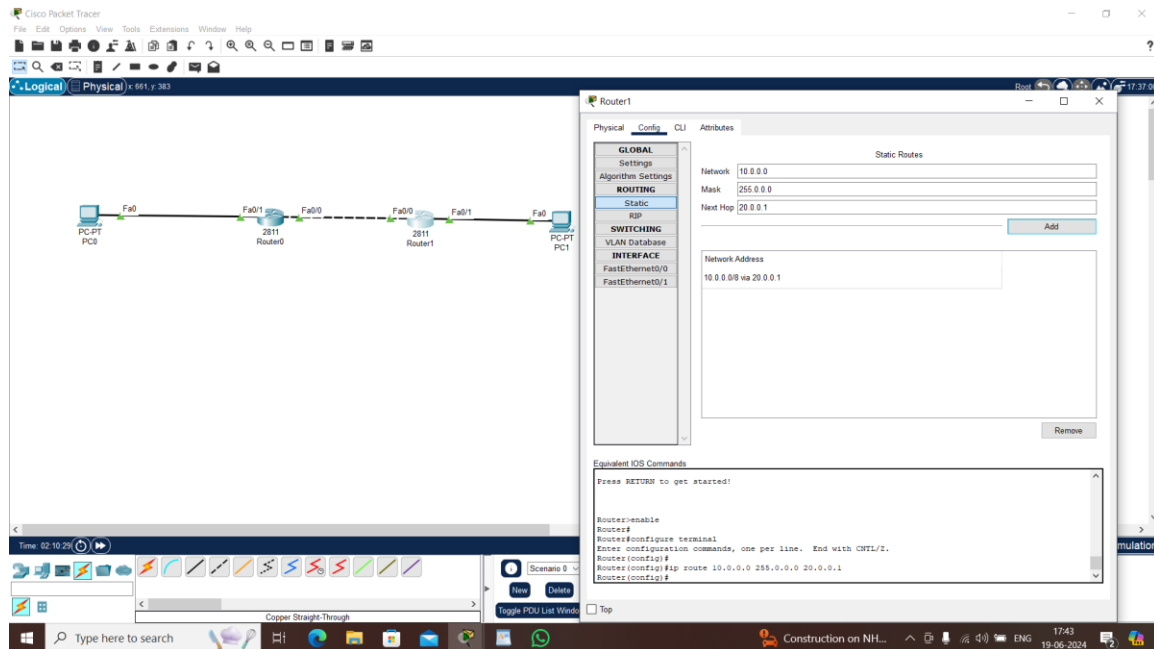 Cisco Packet Tracer
File Edit Options View Tools Extensions Window Help
?
Logical Physical x: 661, y: 383
Root 17:37:0
Fa0
PC-PT
PC0
Fa0/1 Fa0/0
2811
Router0
Fa0/0 Fa0/1
2811
Router1
Fa0
PC-PT
PC1
Router1
Physical Config CLI Attributes
GLOBAL
Settings
Algorithm Settings
ROUTING
Static
RIP
SWITCHING
VLAN Database
INTERFACE
FastEthernet0/0
FastEthernet0/1
Static Routes
Network 10.0.0.0
Mask 255.0.0.0
Next Hop 20.0.0.1
Add
Network Address
10.0.0.0/8 via 20.0.0.1
Remove
Equivalent IOS Commands
Press RETURN to get started!
Router>enable
Router#
Router#configure terminal
Enter configuration commands, one per line. End with CNTL/Z.
Router(config)#
Router(config)#ip route 10.0.0.0 255.0.0.0 20.0.0.1
Router(config)#
Top
Time: 02:10:29
mulation
Scenario 0
New Delete
Toggle PDU List Windo
Copper Straight-Through
Type here to search
Construction on NH...
ENG
17:43
19-06-2024
2